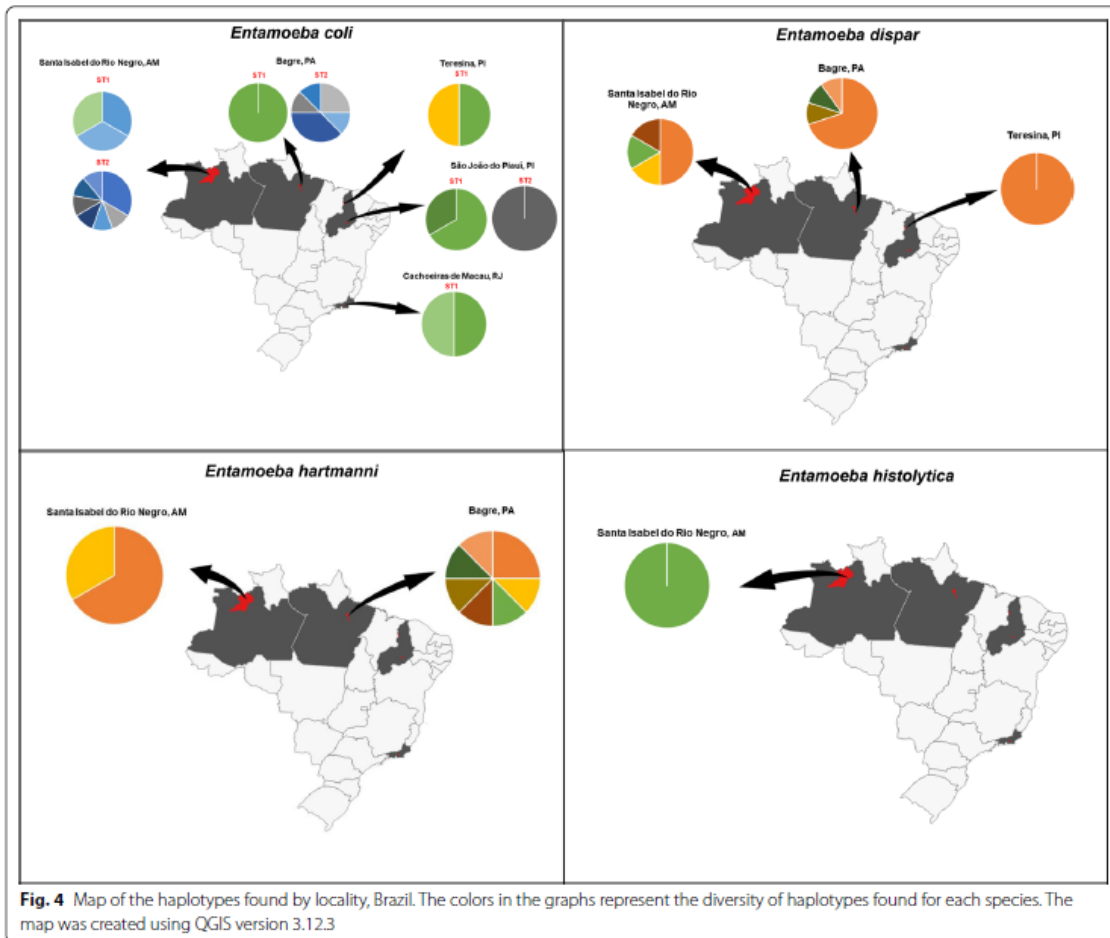 Entamoeba coli
Santa Isabel do Rio Negro, AM
ST1
ST2
Bagre, PA
ST1
ST2
Teresina, PI
ST1
São João do Piauí, PI
ST1
ST2
Cachoeiras de Macau, RJ
ST1
Entamoeba dispar
Santa Isabel do Rio
Negro, AM
Bagre, PA
Teresina, PI
Entamoeba hartmanni
Santa Isabel do Rio Negro, AM
Bagre, PA
Entamoeba histolytica
Santa Isabel do Rio Negro, AM
Fig. 4 Map of the haplotypes found by locality, Brazil. The colors in the graphs represent the diversity of haplotypes found for each species. The
map was created using QGIS version 3.12.3